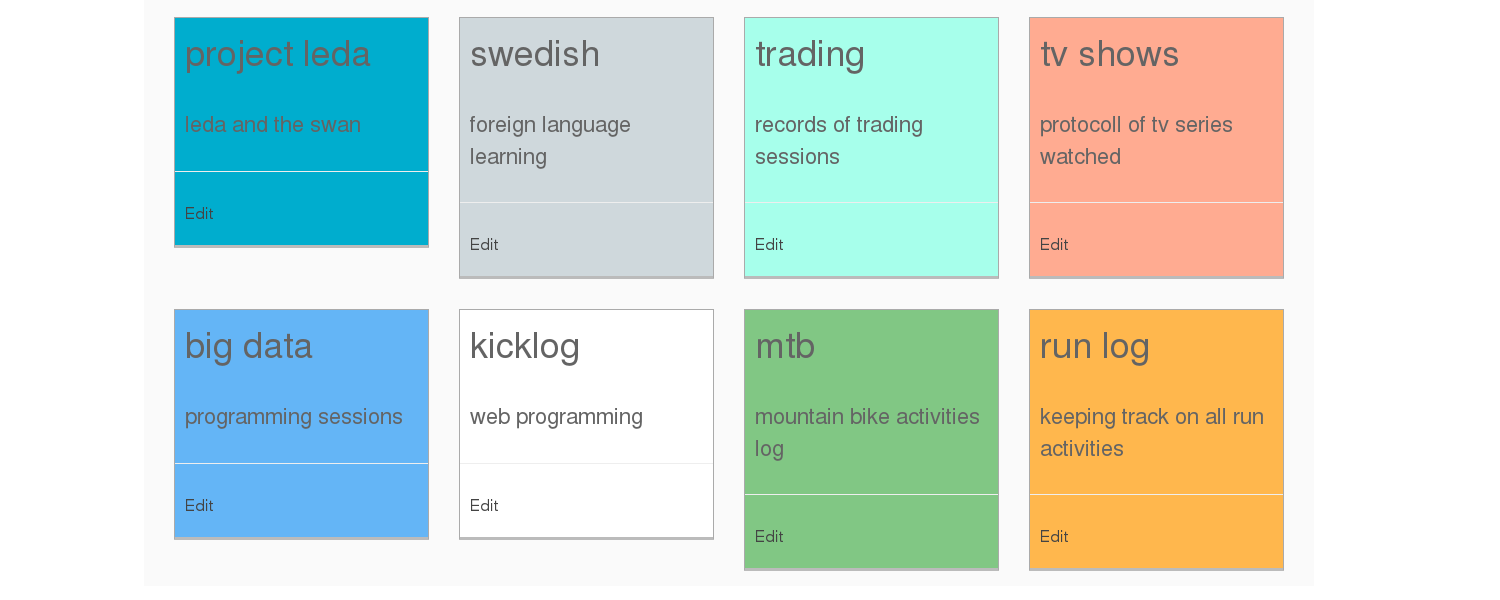 project leda
leda and the swan
Edit
swedish
foreign language
learning
Edit
trading
records of trading
sessions
Edit
tv shows
protocoll of tv series
watched
Edit
big data
programming sessions
Edit
kicklog
web programming
Edit
mtb
mountain bike activities
log
Edit
run log
keeping track on all run
activities
Edit